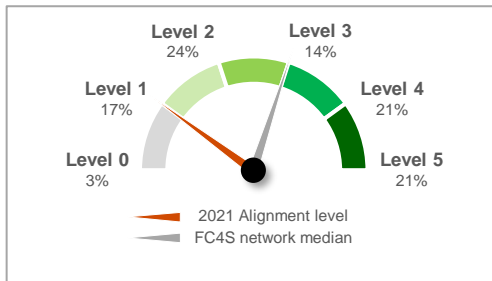 Level 2
24%
Level 3
14%
Level 1
17%
Level 4
21%
Level 0
3%
Level 5
21%
2021 Alignment level
FC4S network median